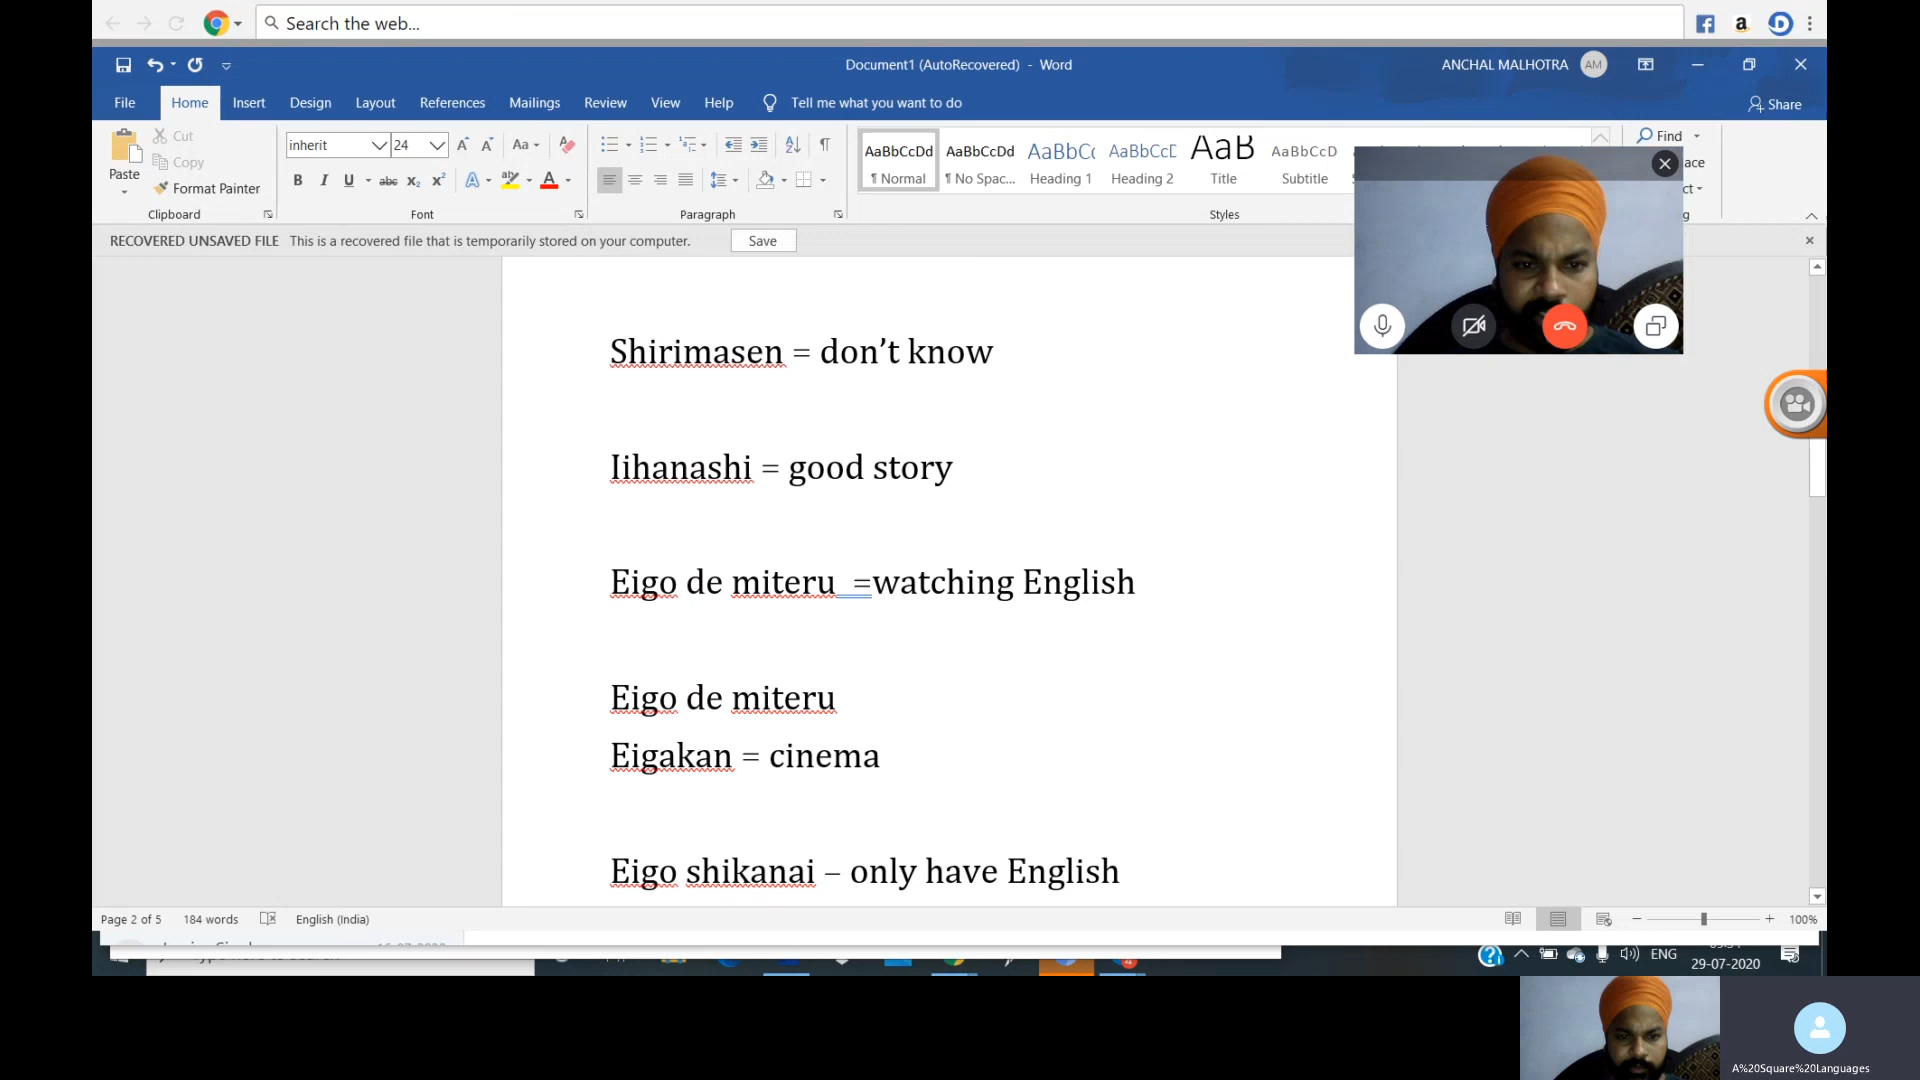 Search the web...
Document1 (AutoRecovered) - Word
ANCHAL MALHOTRA AM
File Home Insert Design Layout References Mailings Review View Help Tell me what you want to do
Share
Cut
Copy
Paste
Format Painter
Clipboard
inherit 24
Font
Paragraph
AaBbCcDd AaBbCcDd AaBbCc AaBbCcD AaB AaBbCcD
¶ Normal ¶ No Spac... Heading 1 Heading 2 Title Subtitle
Styles
Find
RECOVERED UNSAVED FILE This is a recovered file that is temporarily stored on your computer. Save
Shirimasen = don’t know
Iihanashi = good story
Eigo de miteru =watching English
Eigo de miteru
Eigakan = cinema
Eigo shikanai – only have English
Page 2 of 5 184 words English (India)
100%
ENG
29-07-2020
A%20Square%20Languages